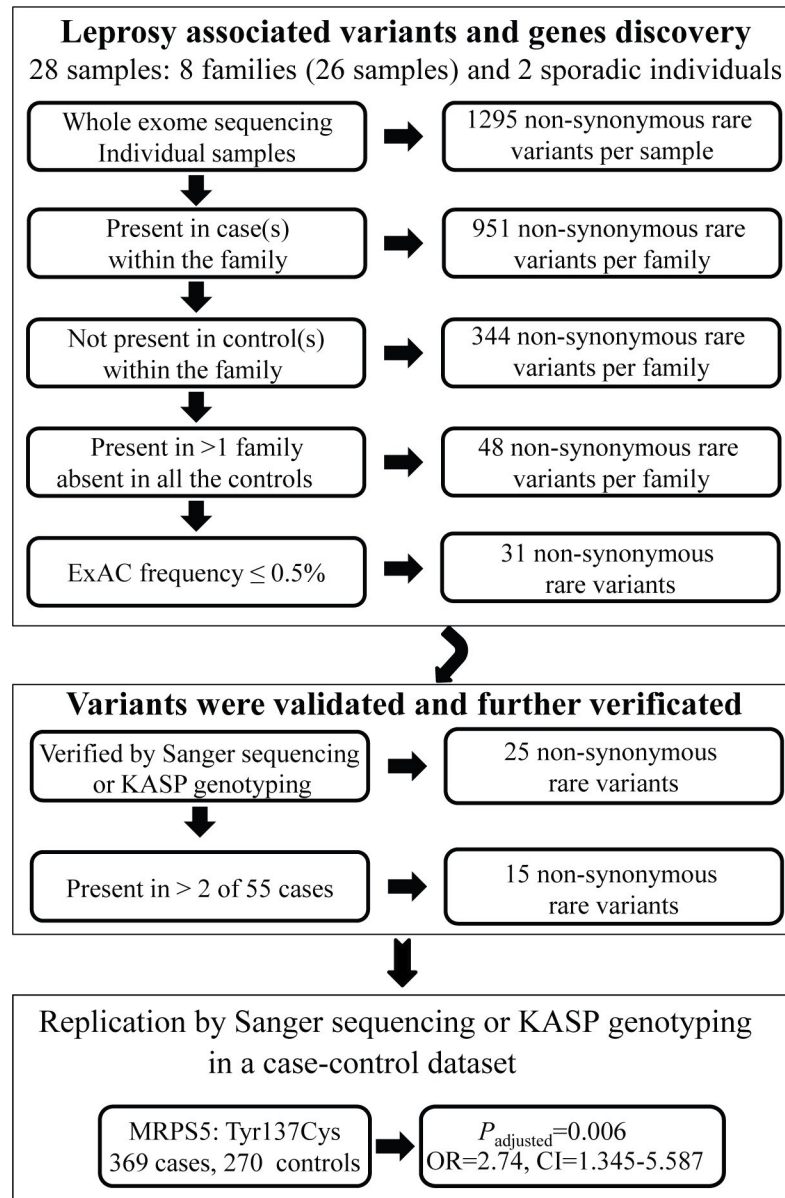 Leprosy associated variants and genes discovery
28 samples: 8 families (26 samples) and 2 sporadic individuals
Whole exome sequencing
Individual samples
1295 non-synonymous rare
variants per sample
Present in case(s)
within the family
951 non-synonymous rare
variants per family
Not present in control(s)
within the family
344 non-synonymous rare
variants per family
Present in >1 family
absent in all the controls
48 non-synonymous rare
variants per family
ExAC frequency ≤ 0.5%
31 non-synonymous
rare variants
Variants were validated and further verificated
Verified by Sanger sequencing
or KASP genotyping
25 non-synonymous
rare variants
Present in > 2 of 55 cases
15 non-synonymous
rare variants
Replication by Sanger sequencing or KASP genotyping
in a case-control dataset
MRPS5: Tyr137Cys
369 cases, 270 controls
Padjusted=0.006
OR=2.74, CI=1.345-5.587